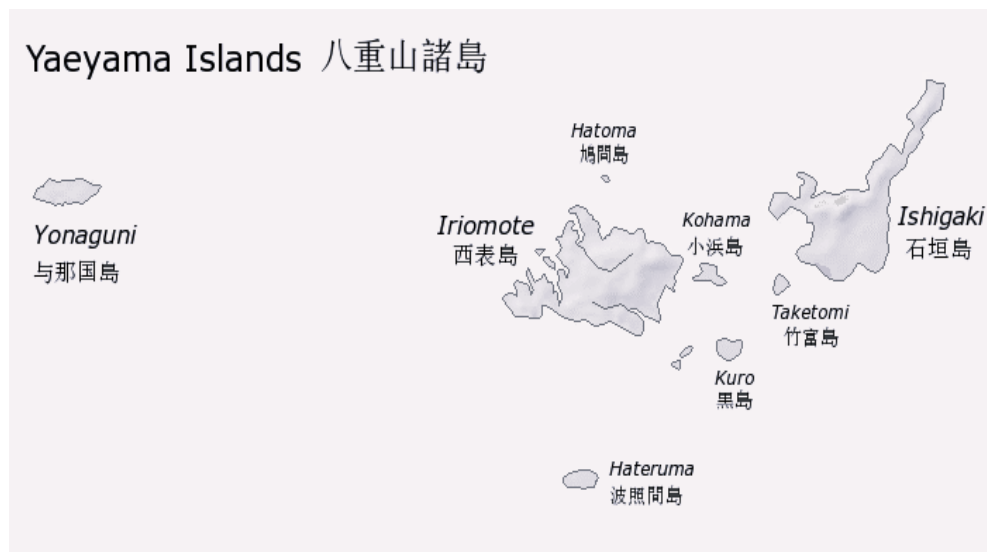 Yaeyama Islands 八重山諸島
Hatoma
鳩間島
Yonaguni
与那国島
Iriomote
西表島
Kohama
小浜島
Ishigaki
石垣島
Taketomi
竹富島
Kuro
黒島
Hateruma
波照間島